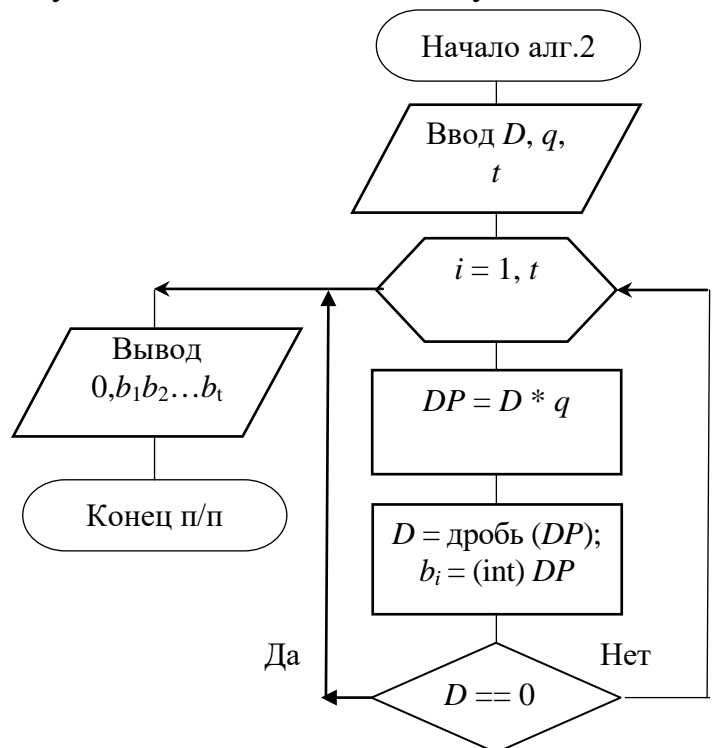 Начало алг.2
Ввод D, q,
t
i = 1, t
Вывод
0,b₁b₂…bₜ
DP = D * q
Конец п/п
D = дробь (DP);
bᵢ = (int) DP
Да
Нет
D == 0